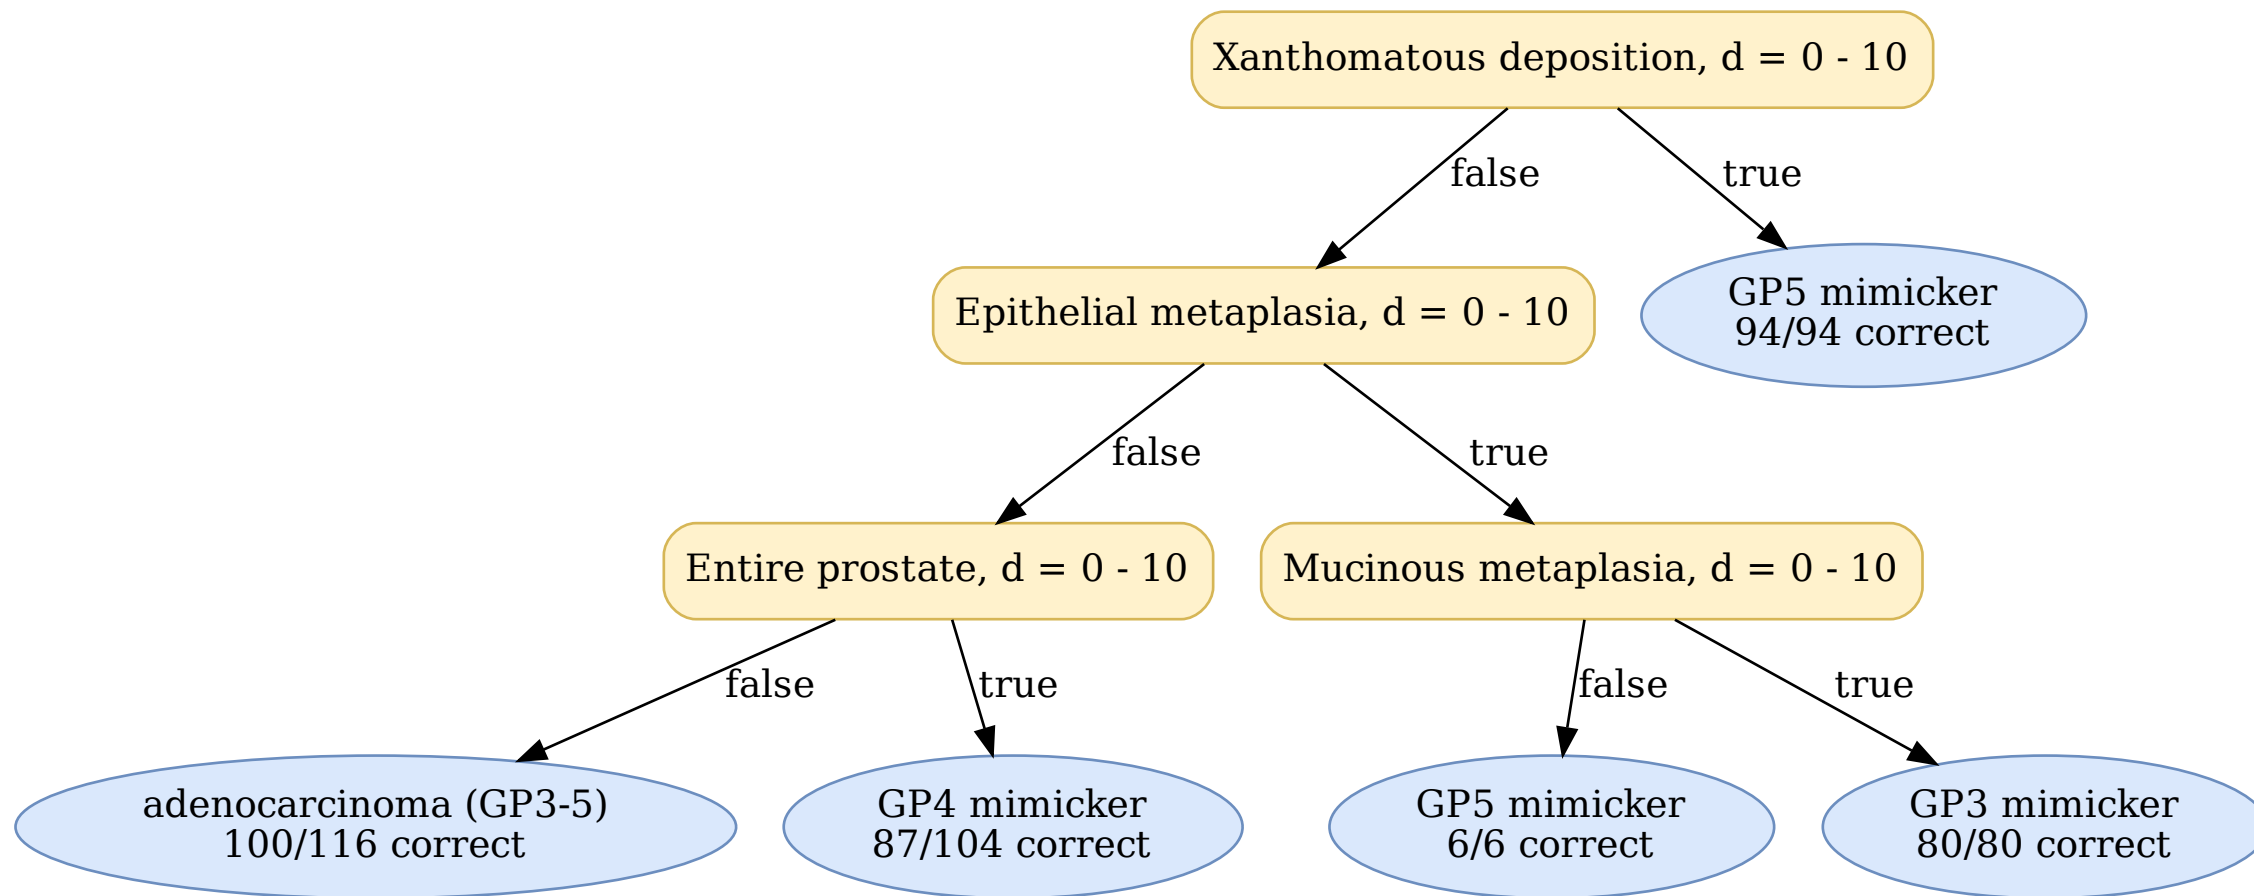 Xanthomatous deposition, d = 0 - 10
false
true
Epithelial metaplasia, d = 0 - 10
GP5 mimicker
94/94 correct
false
true
Entire prostate, d = 0 - 10
Mucinous metaplasia, d = 0 - 10
false
true
false
true
adenocarcinoma (GP3-5)
100/116 correct
GP4 mimicker
87/104 correct
GP5 mimicker
6/6 correct
GP3 mimicker
80/80 correct